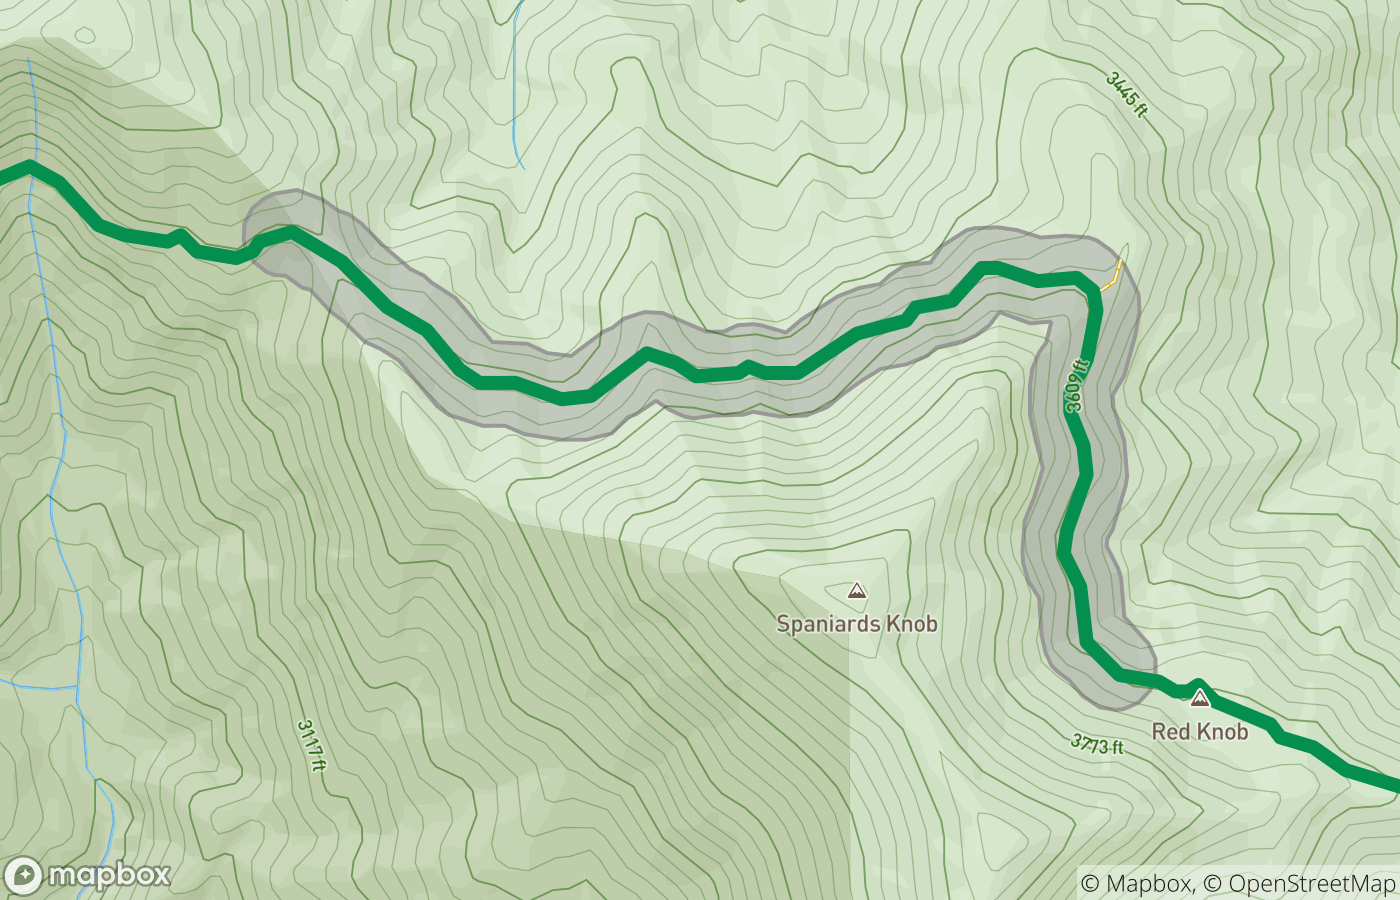 3445 ft
3609 ft
Spaniards Knob
Red Knob
3117 ft
3773 ft
mapbox
© Mapbox, © OpenStreetMap